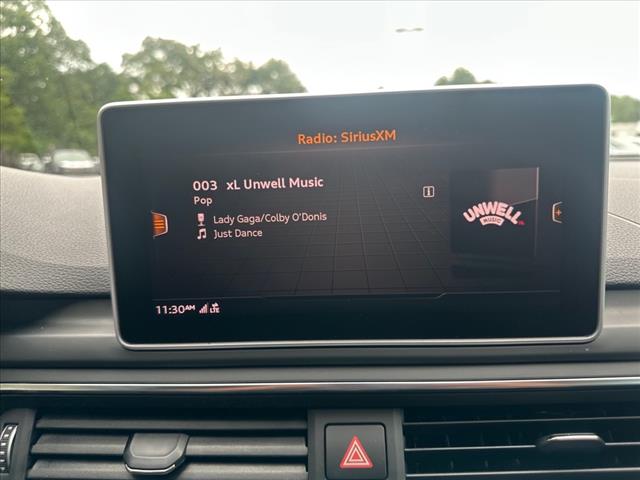 Radio: SiriusXM
003 xL Unwell Music
Pop
Lady Gaga/Colby O'Donis
Just Dance
UNWELL
MUSIC
11:30AM LTE